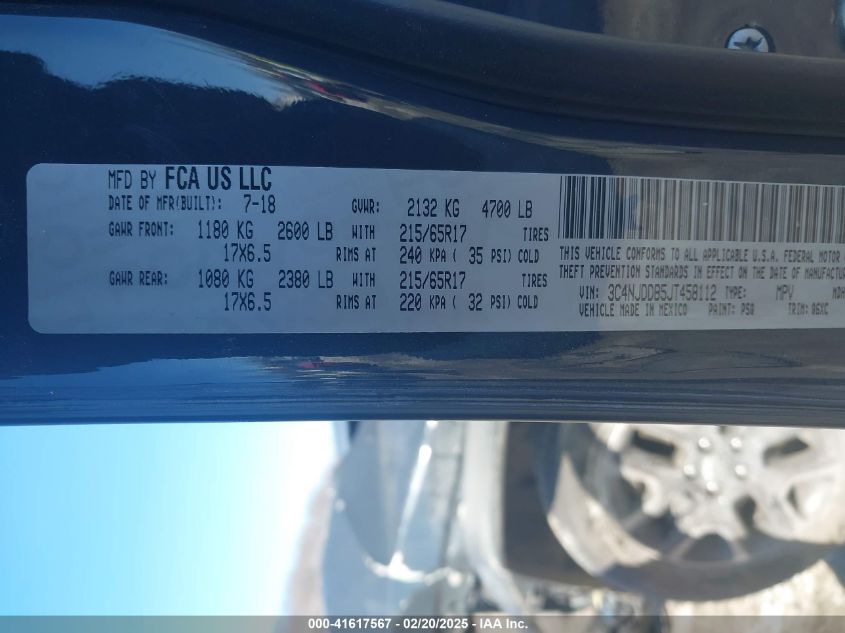 MFD BY FCA US LLC
DATE OF MFR(BUILT): 7-18 GVWR: 2132 KG 4700 LB
GAWR FRONT: 1180 KG 2600 LB WITH 215/65R17 TIRES
17X6.5 RIMS AT 240 KPA ( 35 PSI) COLD
GAWR REAR: 1080 KG 2380 LB WITH 215/65R17 TIRES
17X6.5 RIMS AT 220 KPA ( 32 PSI) COLD
THIS VEHICLE CONFORMS TO ALL APPLICABLE U.S.A. FEDERAL MOTOR
THEFT PREVENTION STANDARDS IN EFFECT ON THE DATE OF MANUFACTUR
VIN: 3C4NJDDB5JT458112 TYPE: MPV MDH
VEHICLE MADE IN MEXICO PAINT: PSQ TRIM: A6XC
000-41617567 - 02/20/2025 - IAA Inc.